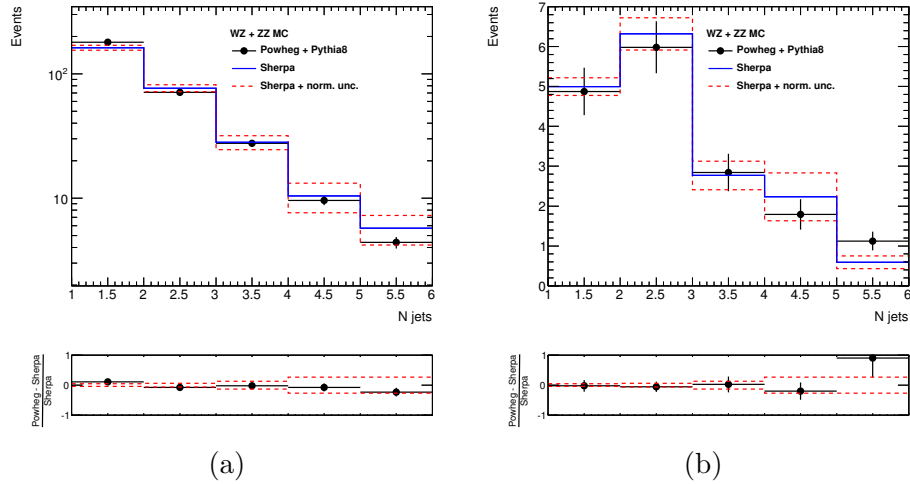 Events
WZ + ZZ MC
Powheg + Pythia8
Sherpa
Sherpa + norm. unc.
10²
10
1 1.5 2 2.5 3 3.5 4 4.5 5 5.5 6
N jets
Powheg - Sherpa
Sherpa
1
0
-1
(a)
Events
WZ + ZZ MC
Powheg + Pythia8
Sherpa
Sherpa + norm. unc.
7
6
5
4
3
2
1
0
1 1.5 2 2.5 3 3.5 4 4.5 5 5.5 6
N jets
Powheg - Sherpa
Sherpa
1
0
-1
(b)